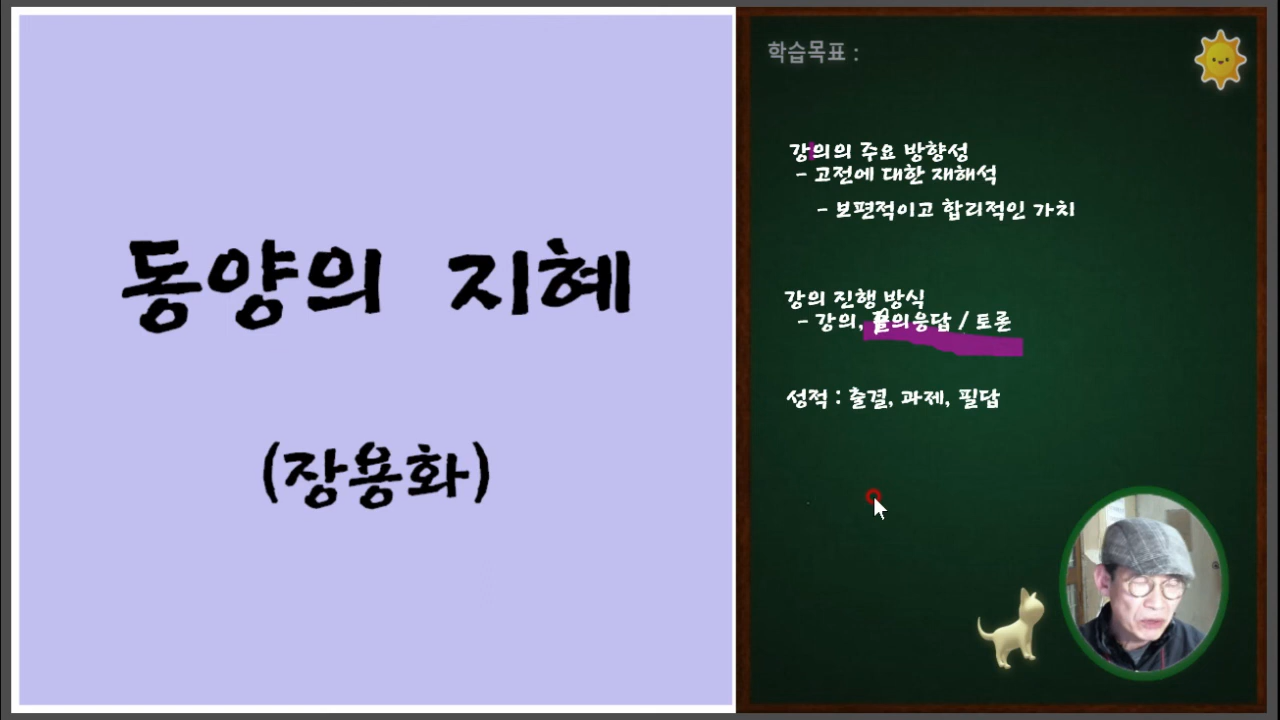 동양의 지혜
(장용화)
학습목표 :
강의의 주요 방향성
- 고전에 대한 재해석
- 보편적이고 합리적인 가치
강의 진행 방식
- 강의, 질의응답 / 토론
성적 : 출결, 과제, 필답